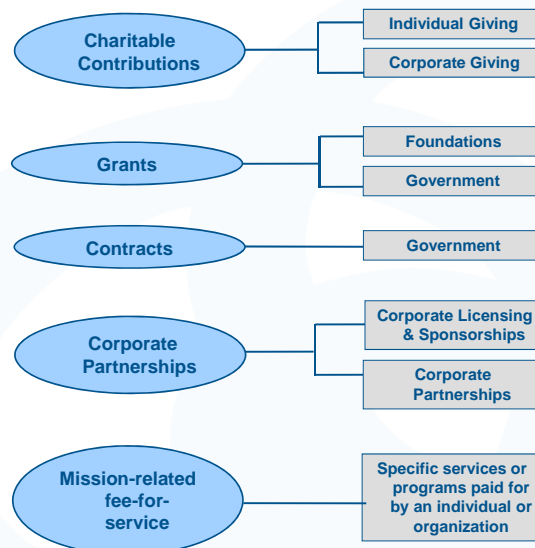 Charitable
Contributions
Individual Giving
Corporate Giving
Grants
Foundations
Government
Contracts
Government
Corporate
Partnerships
Corporate Licensing
& Sponsorships
Corporate
Partnerships
Mission-related
fee-for-
service
Specific services or
programs paid for
by an individual or
organization